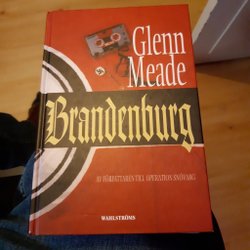 Glenn
Meade
Brandenburg
AV FÖRFATTAREN TILL OPERATION SNÖVARG
WAHLSTRÖMS